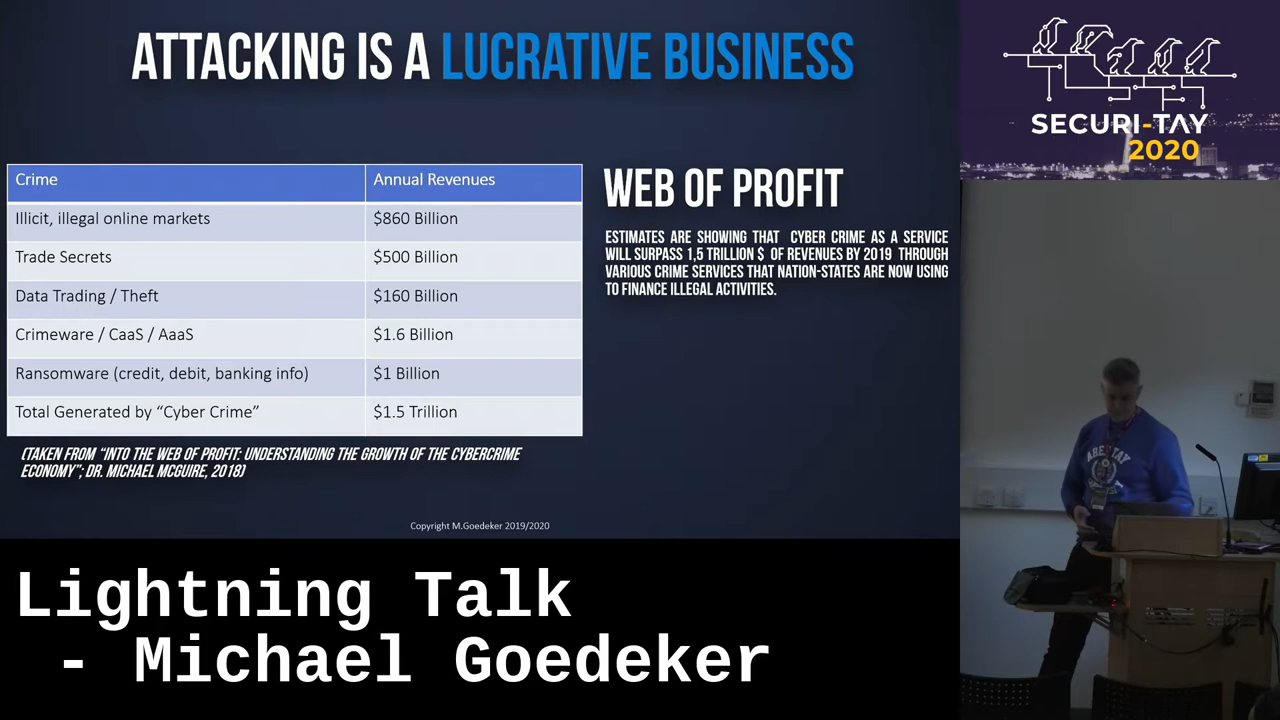 ATTACKING IS A LUCRATIVE BUSINESS
Crime Annual Revenues
Illicit, illegal online markets $860 Billion
Trade Secrets $500 Billion
Data Trading / Theft $160 Billion
Crimeware / CaaS / AaaS $1.6 Billion
Ransomware (credit, debit, banking info) $1 Billion
Total Generated by “Cyber Crime” $1.5 Trillion
(TAKEN FROM “INTO THE WEB OF PROFIT: UNDERSTANDING THE GROWTH OF THE CYBERCRIME
ECONOMY”; DR. MICHAEL MCGUIRE, 2018)
WEB OF PROFIT
ESTIMATES ARE SHOWING THAT CYBER CRIME AS A SERVICE
WILL SURPASS 1,5 TRILLION $ OF REVENUES BY 2019 THROUGH
VARIOUS CRIME SERVICES THAT NATION-STATES ARE NOW USING
TO FINANCE ILLEGAL ACTIVITIES.
Copyright M.Goedeker 2019/2020
SECURI-TAY
2020
ABERTAY
Lightning Talk
- Michael Goedeker